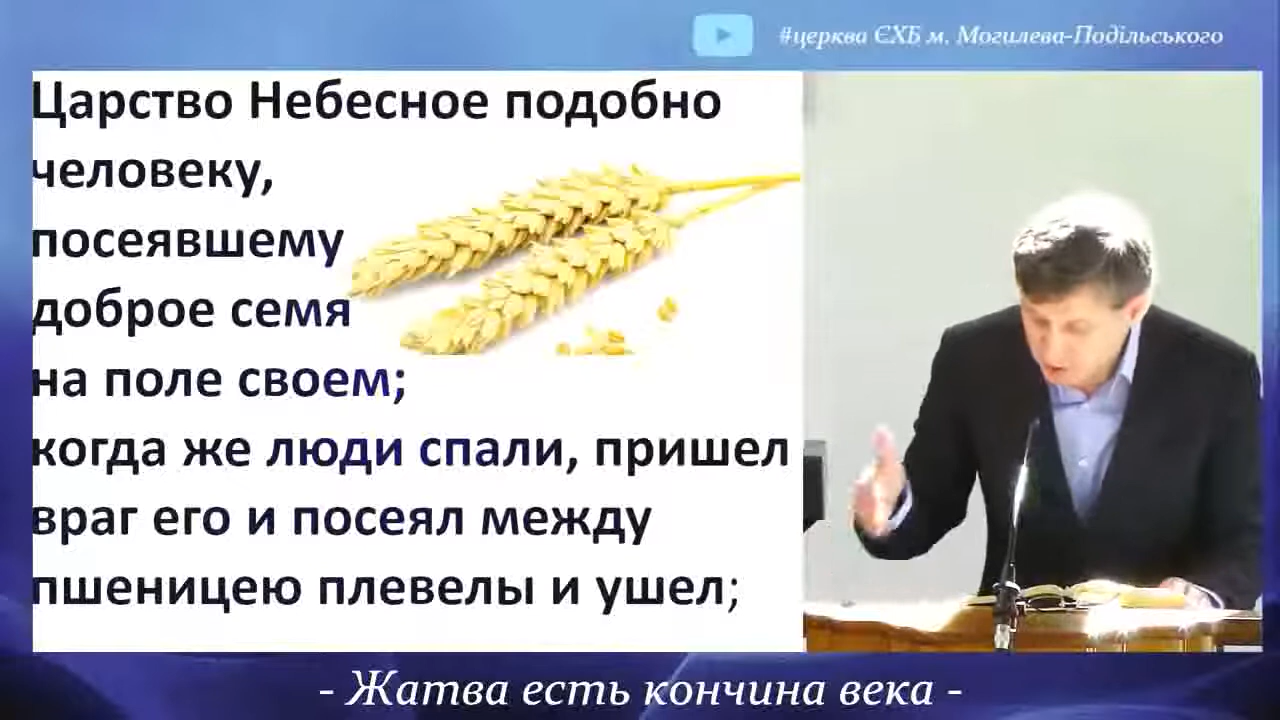 #церква ЄХБ м. Могилева-Подільського
Царство Небесное подобно
человеку,
посеявшему
доброе семя
на поле своем;
когда же люди спали, пришел
враг его и посеял между
пшеницею плевелы и ушел;
- Жатва есть кончина века -